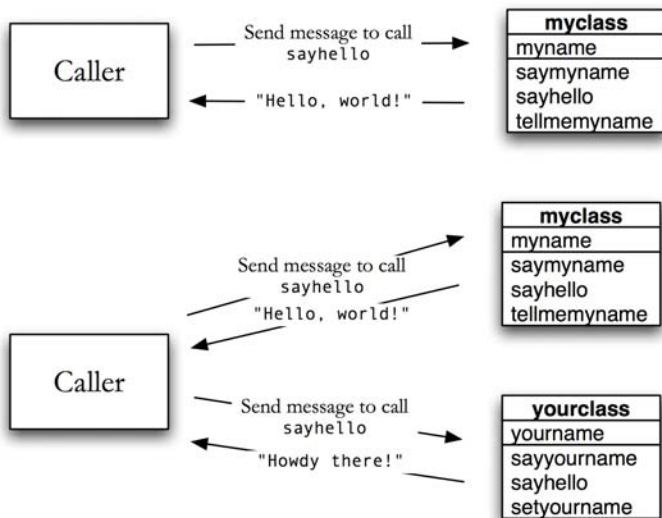 Caller
Send message to call
sayhello
"Hello, world!"
myclass
myname
saymyname
sayhello
tellmemyname
Caller
Send message to call
sayhello
"Hello, world!"
myclass
myname
saymyname
sayhello
tellmemyname
Send message to call
sayhello
"Howdy there!"
yourclass
yourname
sayyourname
sayhello
setyourname